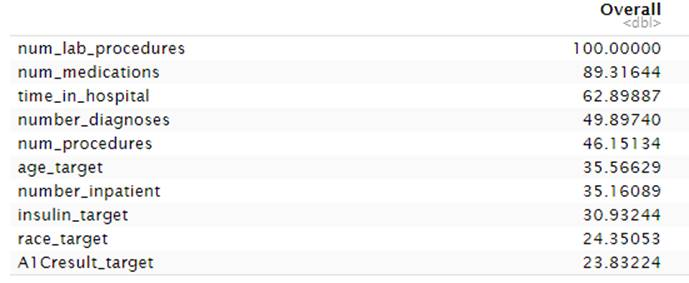 Overall
<dbl>
num_lab_procedures 100.00000
num_medications 89.31644
time_in_hospital 62.89887
number_diagnoses 49.89740
num_procedures 46.15134
age_target 35.56629
number_inpatient 35.16089
insulin_target 30.93244
race_target 24.35053
A1Cresult_target 23.83224